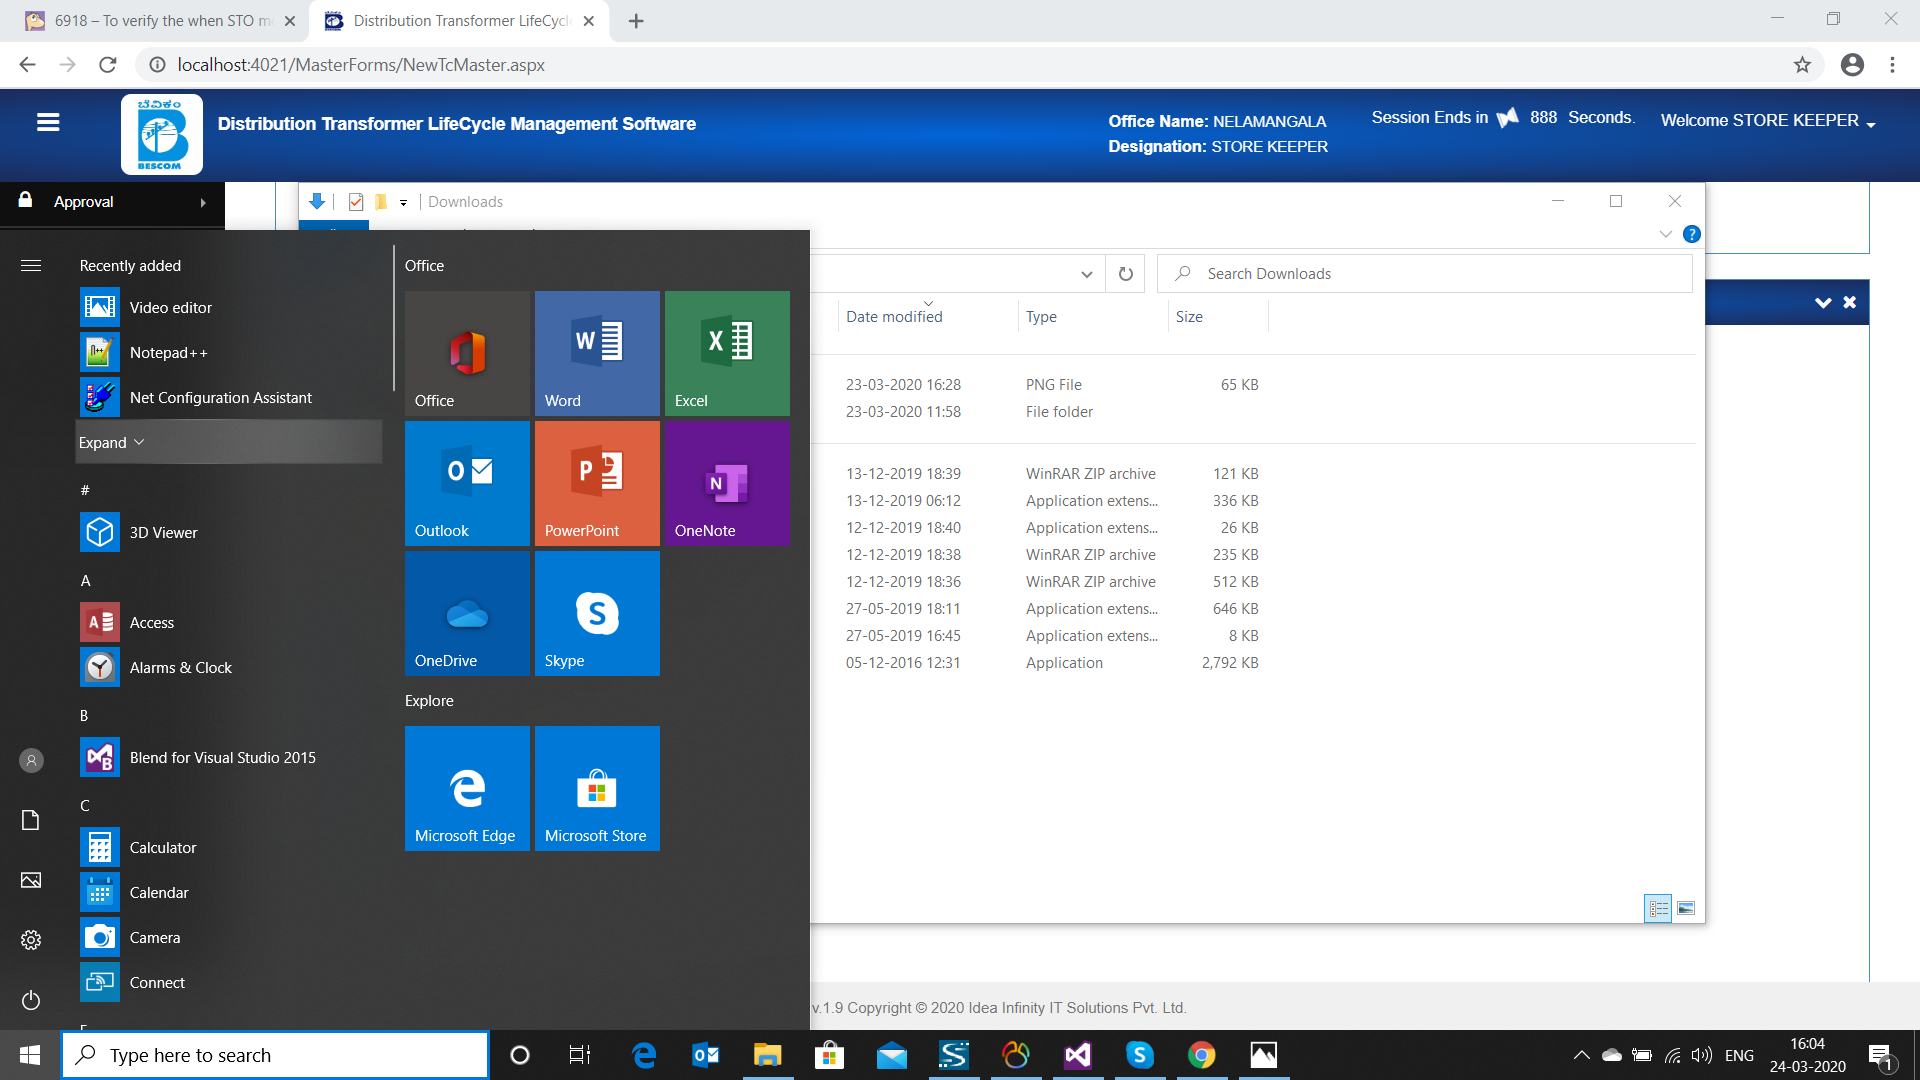 6918 – To verify the when STO m
Distribution Transformer LifeCycl
localhost:4021/MasterForms/NewTcMaster.aspx
ಬೆವಿಕಂ
BESCOM
Distribution Transformer LifeCycle Management Software
Office Name: NELAMANGALA
Designation: STORE KEEPER
Session Ends in 888 Seconds.
Welcome STORE KEEPER
Approval
Downloads
Search Downloads
Date modified Type Size
23-03-2020 16:28 PNG File 65 KB
23-03-2020 11:58 File folder
13-12-2019 18:39 WinRAR ZIP archive 121 KB
13-12-2019 06:12 Application extens... 336 KB
12-12-2019 18:40 Application extens... 26 KB
12-12-2019 18:38 WinRAR ZIP archive 235 KB
12-12-2019 18:36 WinRAR ZIP archive 512 KB
27-05-2019 18:11 Application extens... 646 KB
27-05-2019 16:45 Application extens... 8 KB
05-12-2016 12:31 Application 2,792 KB
Recently added
Video editor
Notepad++
Net Configuration Assistant
Expand
#
3D Viewer
A
Access
Alarms & Clock
B
Blend for Visual Studio 2015
C
Calculator
Calendar
Camera
Connect
Office
Office
Word
Excel
Outlook
PowerPoint
OneNote
OneDrive
Skype
Explore
Microsoft Edge
Microsoft Store
v.1.9 Copyright © 2020 Idea Infinity IT Solutions Pvt. Ltd.
Type here to search
ENG
16:04
24-03-2020
1